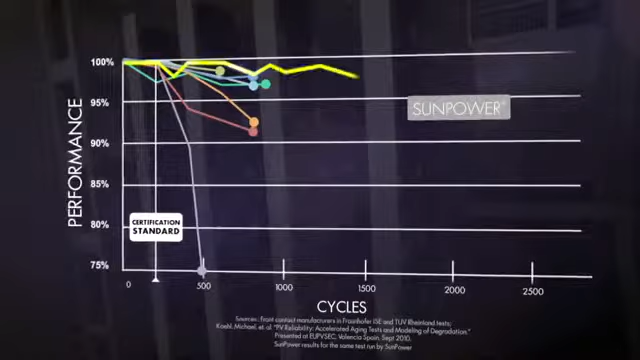 100%
95%
90%
85%
80%
75%
PERFORMANCE
SUNPOWER®
CERTIFICATION
STANDARD
0
500
1000
1500
2000
2500
CYCLES
Sources: Front contact manufacturers in Fraunhofer ISE and TUV Rheinland tests;
Koehl, Michael, et al. "PV Reliability: Accelerated Aging Tests and Modeling of Degradation."
Presented at EUPVSEC, Valencia Spain, Sept 2010.
SunPower results for the same test run by SunPower